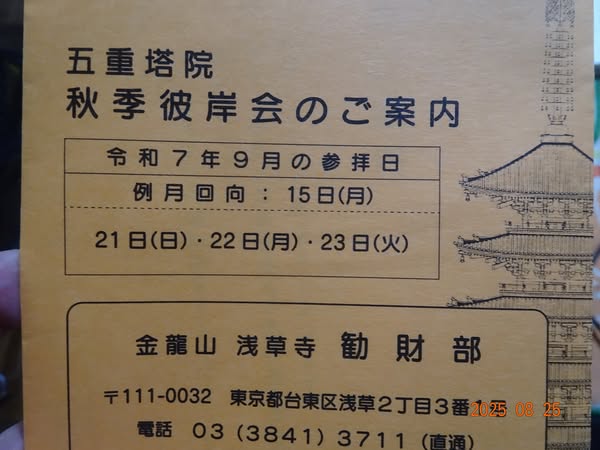 五重塔院
秋季彼岸会のご案内
令和7年9月の参拝日
例月回向：15日(月)
21日(日)・22日(月)・23日(火)
金龍山 浅草寺 勧財部
〒111-0032 東京都台東区浅草2丁目3番1号
電話 03(3841)3711(直通)
2025 08 25